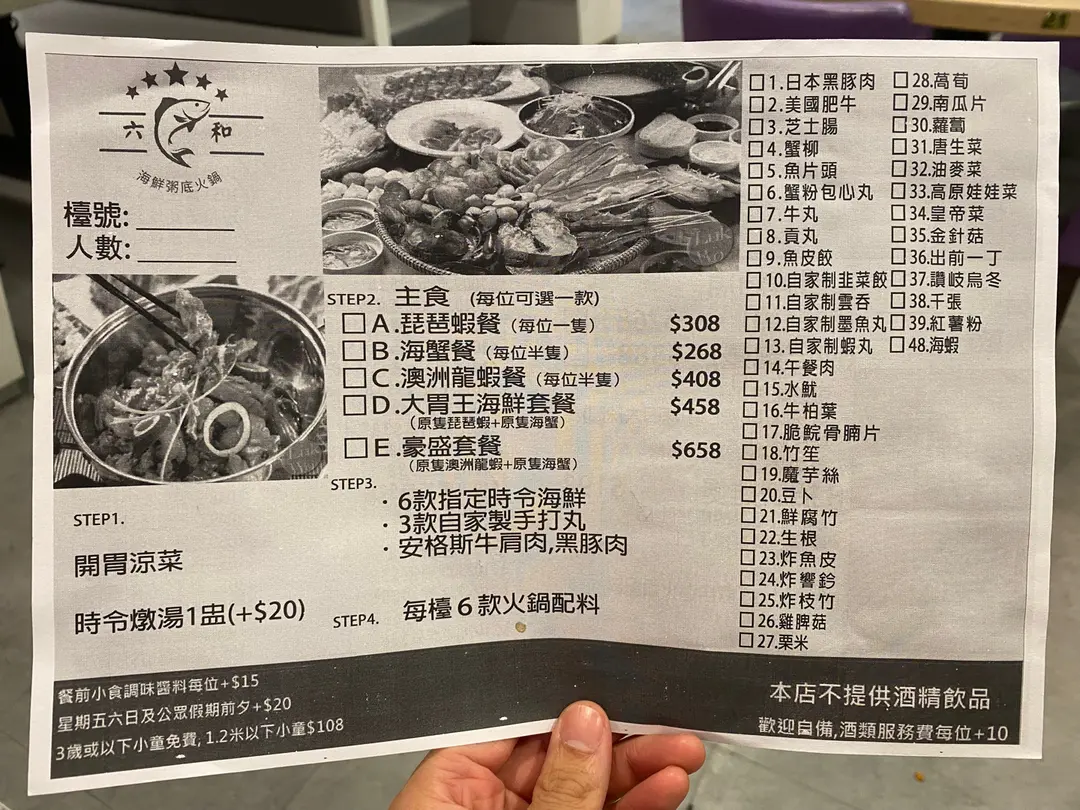 六 和
海鮮粥底火鍋
檯號:
人數:
STEP1.
開胃涼菜
時令燉湯1盅(+$20)
STEP2. 主食 (每位可選一款)
A.琵琶蝦餐 (每位一隻) $308
B.海蟹餐 (每位半隻) $268
C.澳洲龍蝦餐 (每位半隻) $408
D.大胃王海鮮套餐 $458
(原隻琵琶蝦+原隻海蟹)
E.豪盛套餐 $658
(原隻澳洲龍蝦+原隻海蟹)
STEP3.
· 6款指定時令海鮮
· 3款自家製手打丸
· 安格斯牛肩肉,黑豚肉
STEP4. 每檯6款火鍋配料
1.日本黑豚肉
2.美國肥牛
3.芝士腸
4.蟹柳
5.魚片頭
6.蟹粉包心丸
7.牛丸
8.貢丸
9.魚皮餃
10.自家制韭菜餃
11.自家制雲吞
12.自家制墨魚丸
13.自家制蝦丸
14.午餐肉
15.水魷
16.牛柏葉
17.脆鯇骨腩片
18.竹笙
19.魔芋絲
20.豆卜
21.鮮腐竹
22.生根
23.炸魚皮
24.炸響鈴
25.炸枝竹
26.雞脾菇
27.栗米
28.萵荀
29.南瓜片
30.蘿蔔
31.唐生菜
32.油麥菜
33.高原娃娃菜
34.皇帝菜
35.金針菇
36.出前一丁
37.讚岐烏冬
38.干張
39.紅薯粉
48.海蝦
餐前小食調味醬料每位+$15
星期五六日及公眾假期前夕+$20
3歲或以下小童免費, 1.2米以下小童$108
本店不提供酒精飲品
歡迎自備,酒類服務費每位+10